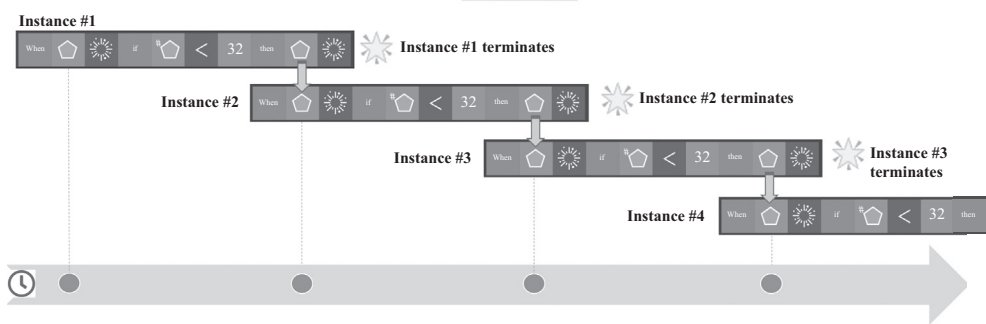 Instance #1
When if # < 32 then
Instance #1 terminates
Instance #2
When if # < 32 then
Instance #2 terminates
Instance #3
When if # < 32 then
Instance #3
terminates
Instance #4
When if # < 32 then